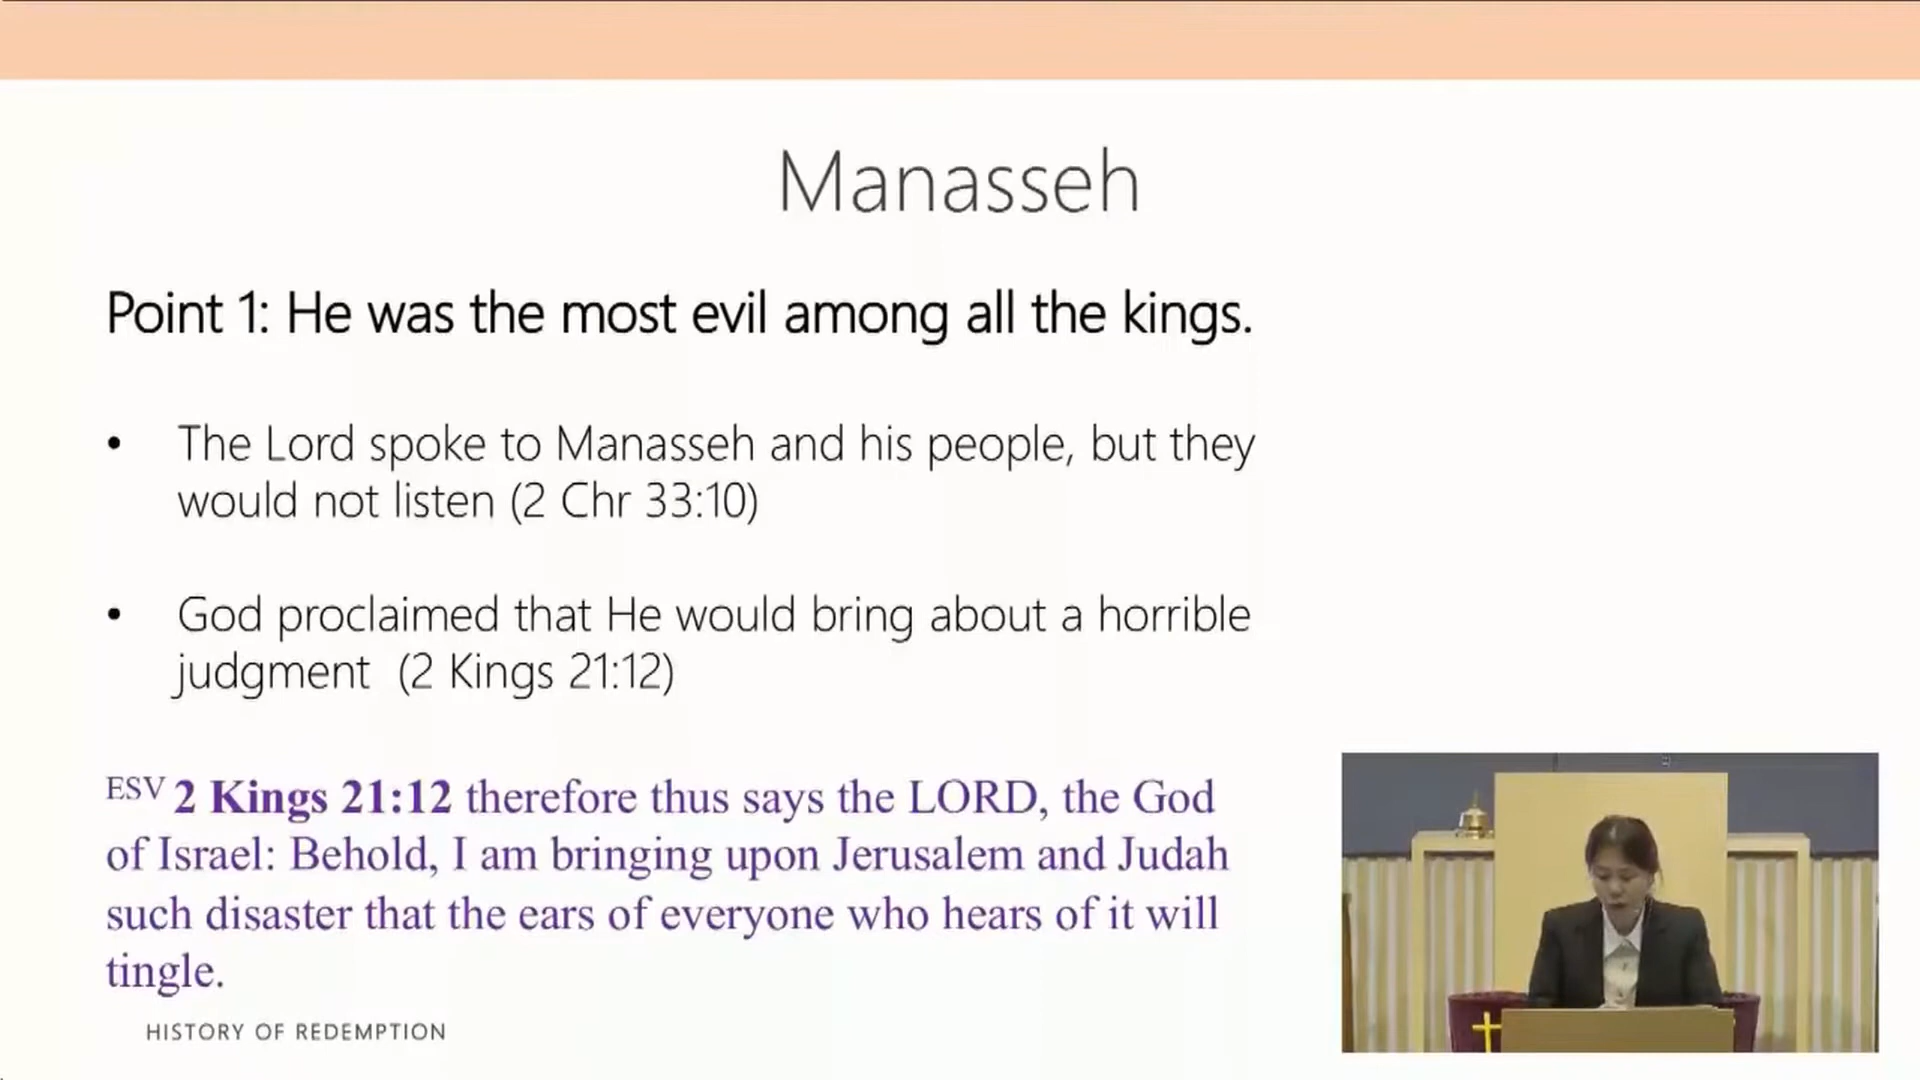 Manasseh
Point 1: He was the most evil among all the kings.
• The Lord spoke to Manasseh and his people, but they
would not listen (2 Chr 33:10)
• God proclaimed that He would bring about a horrible
judgment  (2 Kings 21:12)
ESV 2 Kings 21:12 therefore thus says the LORD, the God
of Israel: Behold, I am bringing upon Jerusalem and Judah
such disaster that the ears of everyone who hears of it will
tingle.
HISTORY OF REDEMPTION